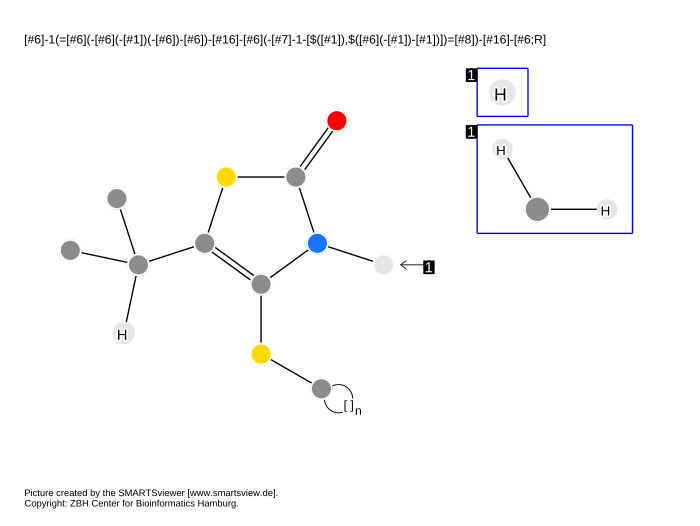 [#6]-1(=[#6](-[#6](-[#1])(-[#6])-[#6])-[#16]-[#6](-[#7]-1-[$([#1]),$([#6](-[#1])-[#1])])=[#8])-[#16]-[#6;R]
1
H
1
H
H
1
H
[ ]n
Picture created by the SMARTSviewer [www.smartsview.de].
Copyright: ZBH Center for Bioinformatics Hamburg.